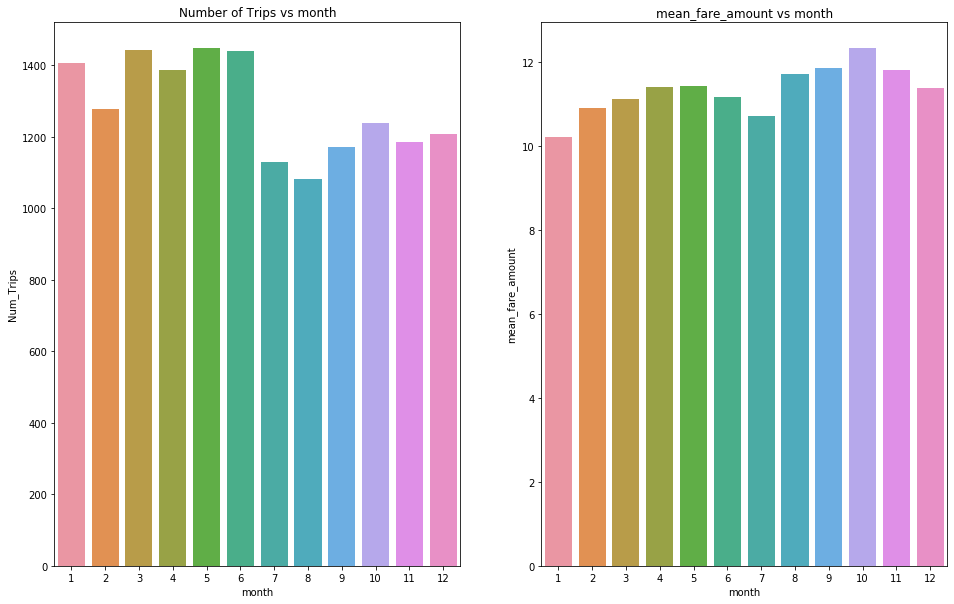 Number of Trips vs month
1400
1200
1000
800
600
400
200
0
Num_Trips
1 2 3 4 5 6 7 8 9 10 11 12
month
mean_fare_amount vs month
12
10
8
6
4
2
0
mean_fare_amount
1 2 3 4 5 6 7 8 9 10 11 12
month